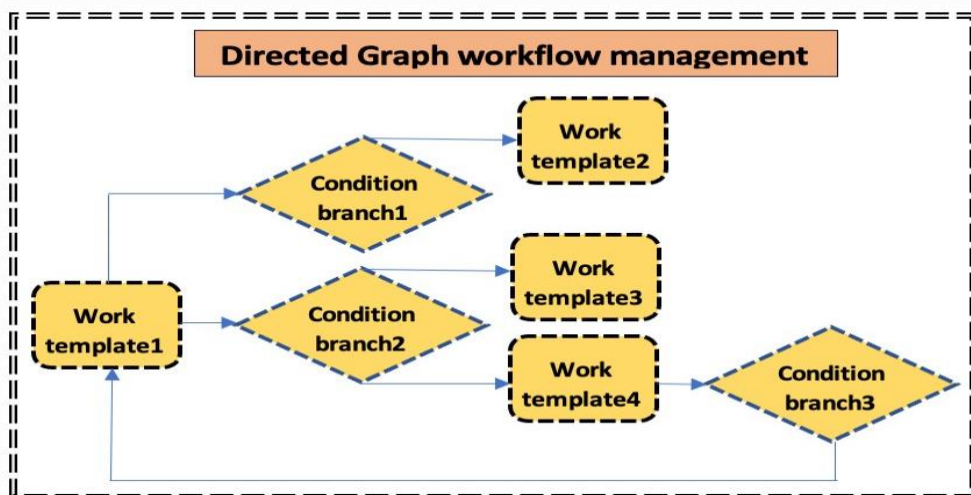 Directed Graph workflow management
Work
template2
Condition
branch1
Work
template3
Work
template1
Condition
branch2
Work
template4
Condition
branch3